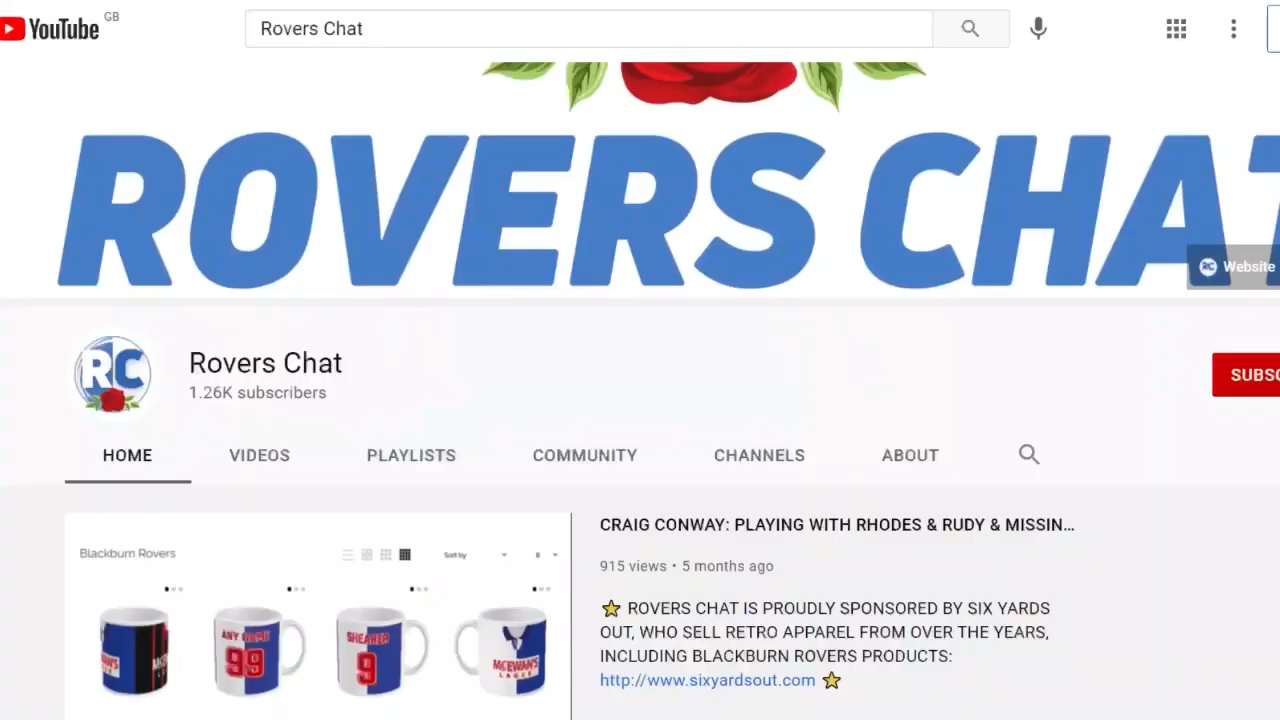 YouTube GB
Rovers Chat
ROVERS CHAT
Website
RC
Rovers Chat
1.26K subscribers
SUBSC
HOME VIDEOS PLAYLISTS COMMUNITY CHANNELS ABOUT
CRAIG CONWAY: PLAYING WITH RHODES & RUDY & MISSIN...
915 views • 5 months ago
⭐ ROVERS CHAT IS PROUDLY SPONSORED BY SIX YARDS
OUT, WHO SELL RETRO APPAREL FROM OVER THE YEARS,
INCLUDING BLACKBURN ROVERS PRODUCTS:
http://www.sixyardsout.com ⭐
Blackburn Rovers
Sort by
ANY NAME
99
SHEARER
9
McEWAN'S
LAGER